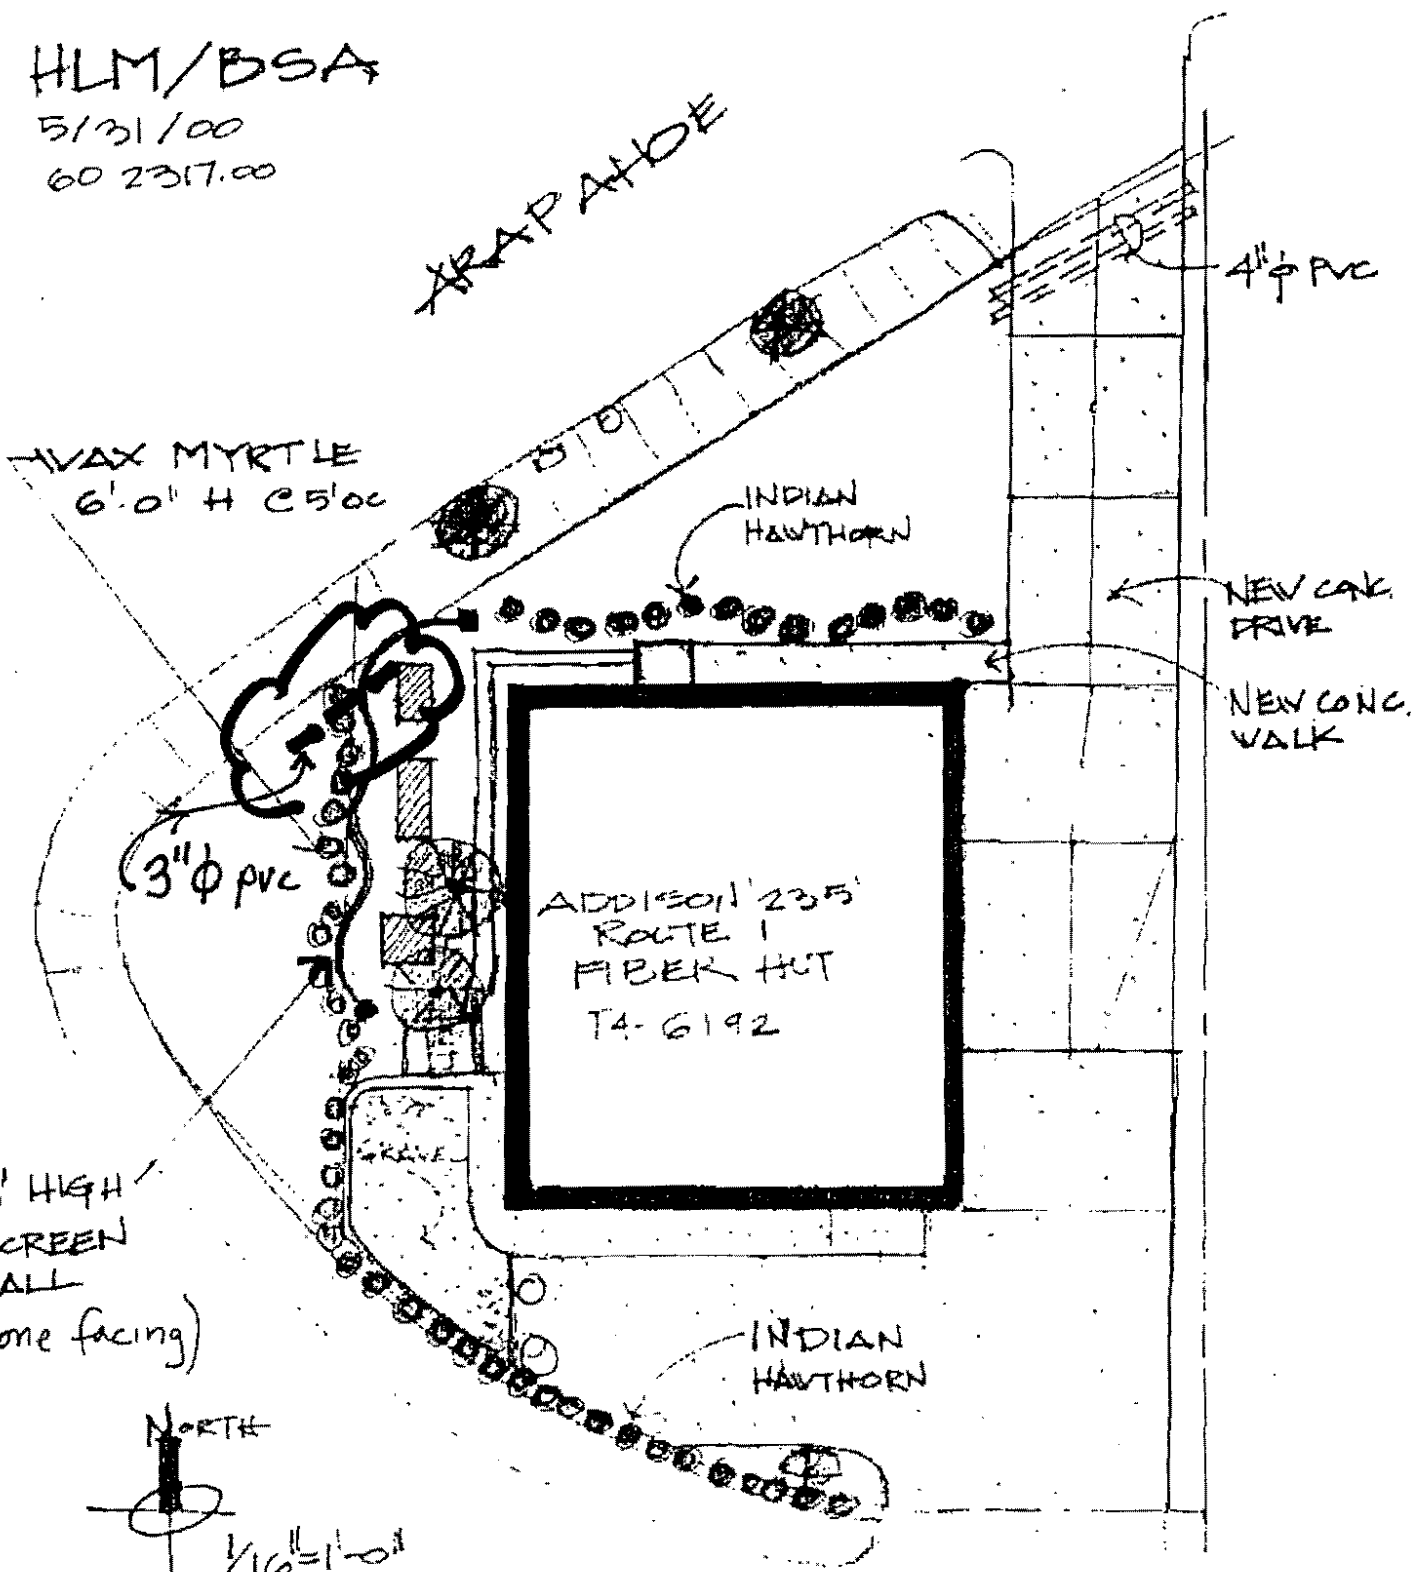 HLM/BSA
5/31/00
60 2317.00
ARAPAHOE
4"φ PVC
WAX MYRTLE
6'.0" H @ 5'oc
INDIAN
HAWTHORN
NEW CONC.
DRIVE
NEW CONC.
WALK
3"φ PVC
ADDISON '235'
ROUTE 1
FIBER HUT
T4-6192
GRAVEL
' HIGH
CREEN
ALL
one facing)
INDIAN
HAWTHORN
NORTH
1/16"=1'-0"